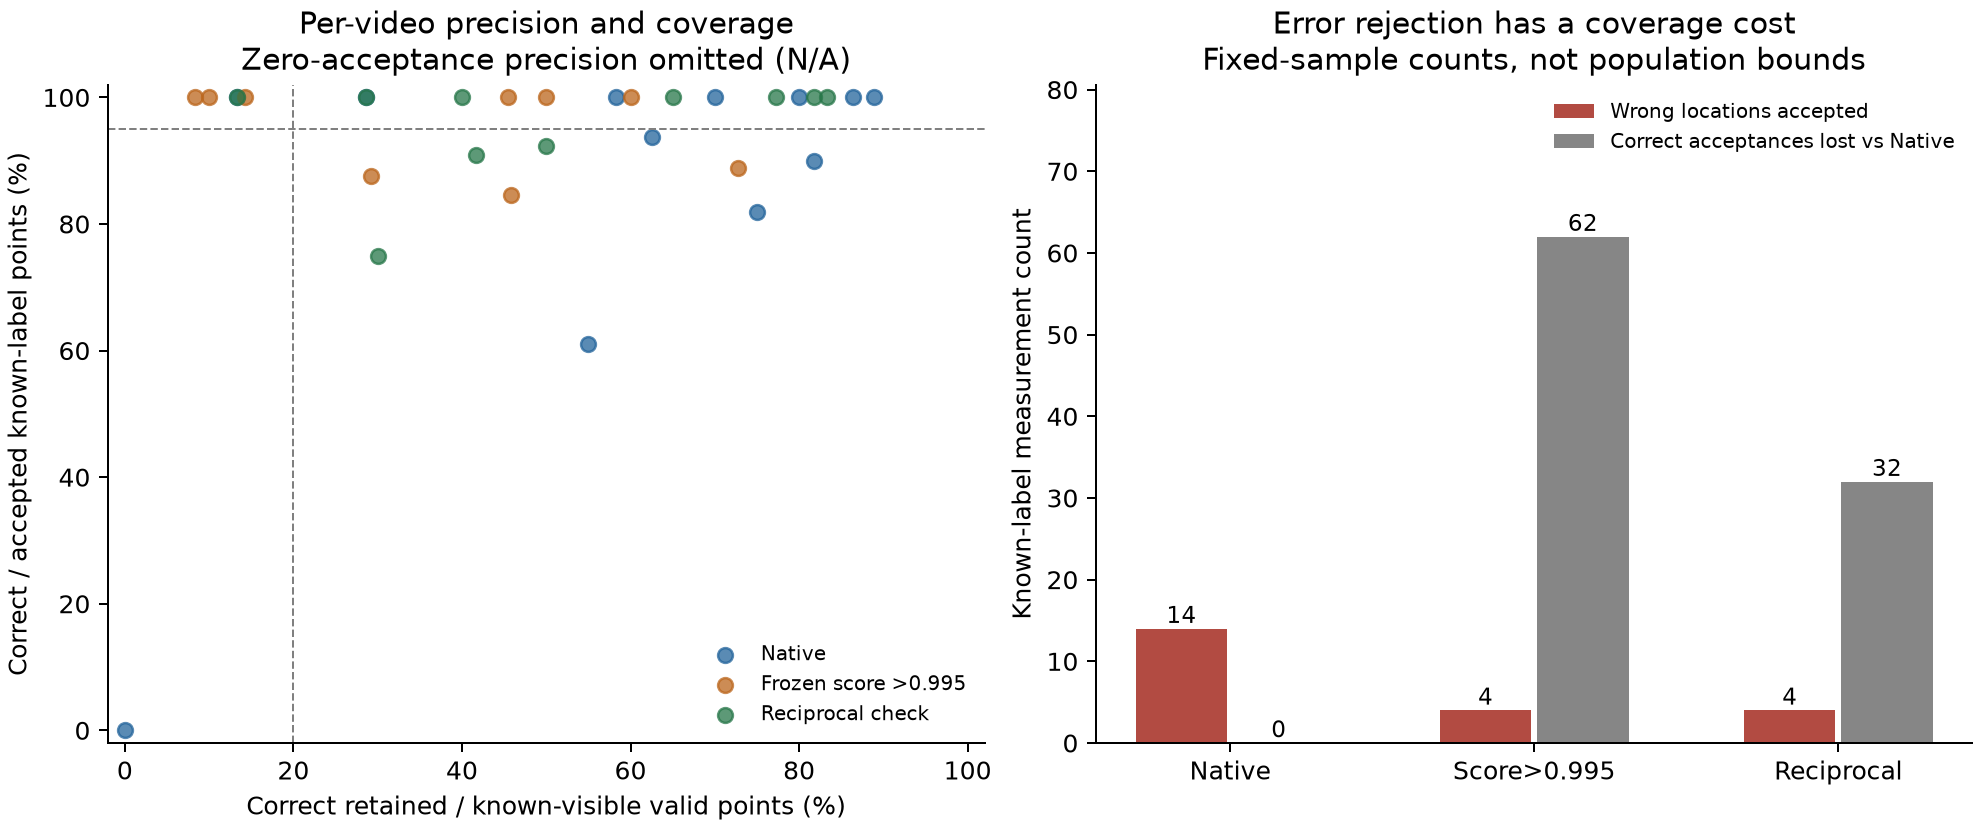 Per-video precision and coverage
Zero-acceptance precision omitted (N/A)
100
80
60
40
20
0
Correct / accepted known-label points (%)
0
20
40
60
80
100
Correct retained / known-visible valid points (%)
Native
Frozen score >0.995
Reciprocal check
Error rejection has a coverage cost
Fixed-sample counts, not population bounds
80
70
60
50
40
30
20
10
0
Known-label measurement count
Wrong locations accepted
Correct acceptances lost vs Native
14
0
4
62
4
32
Native
Score>0.995
Reciprocal